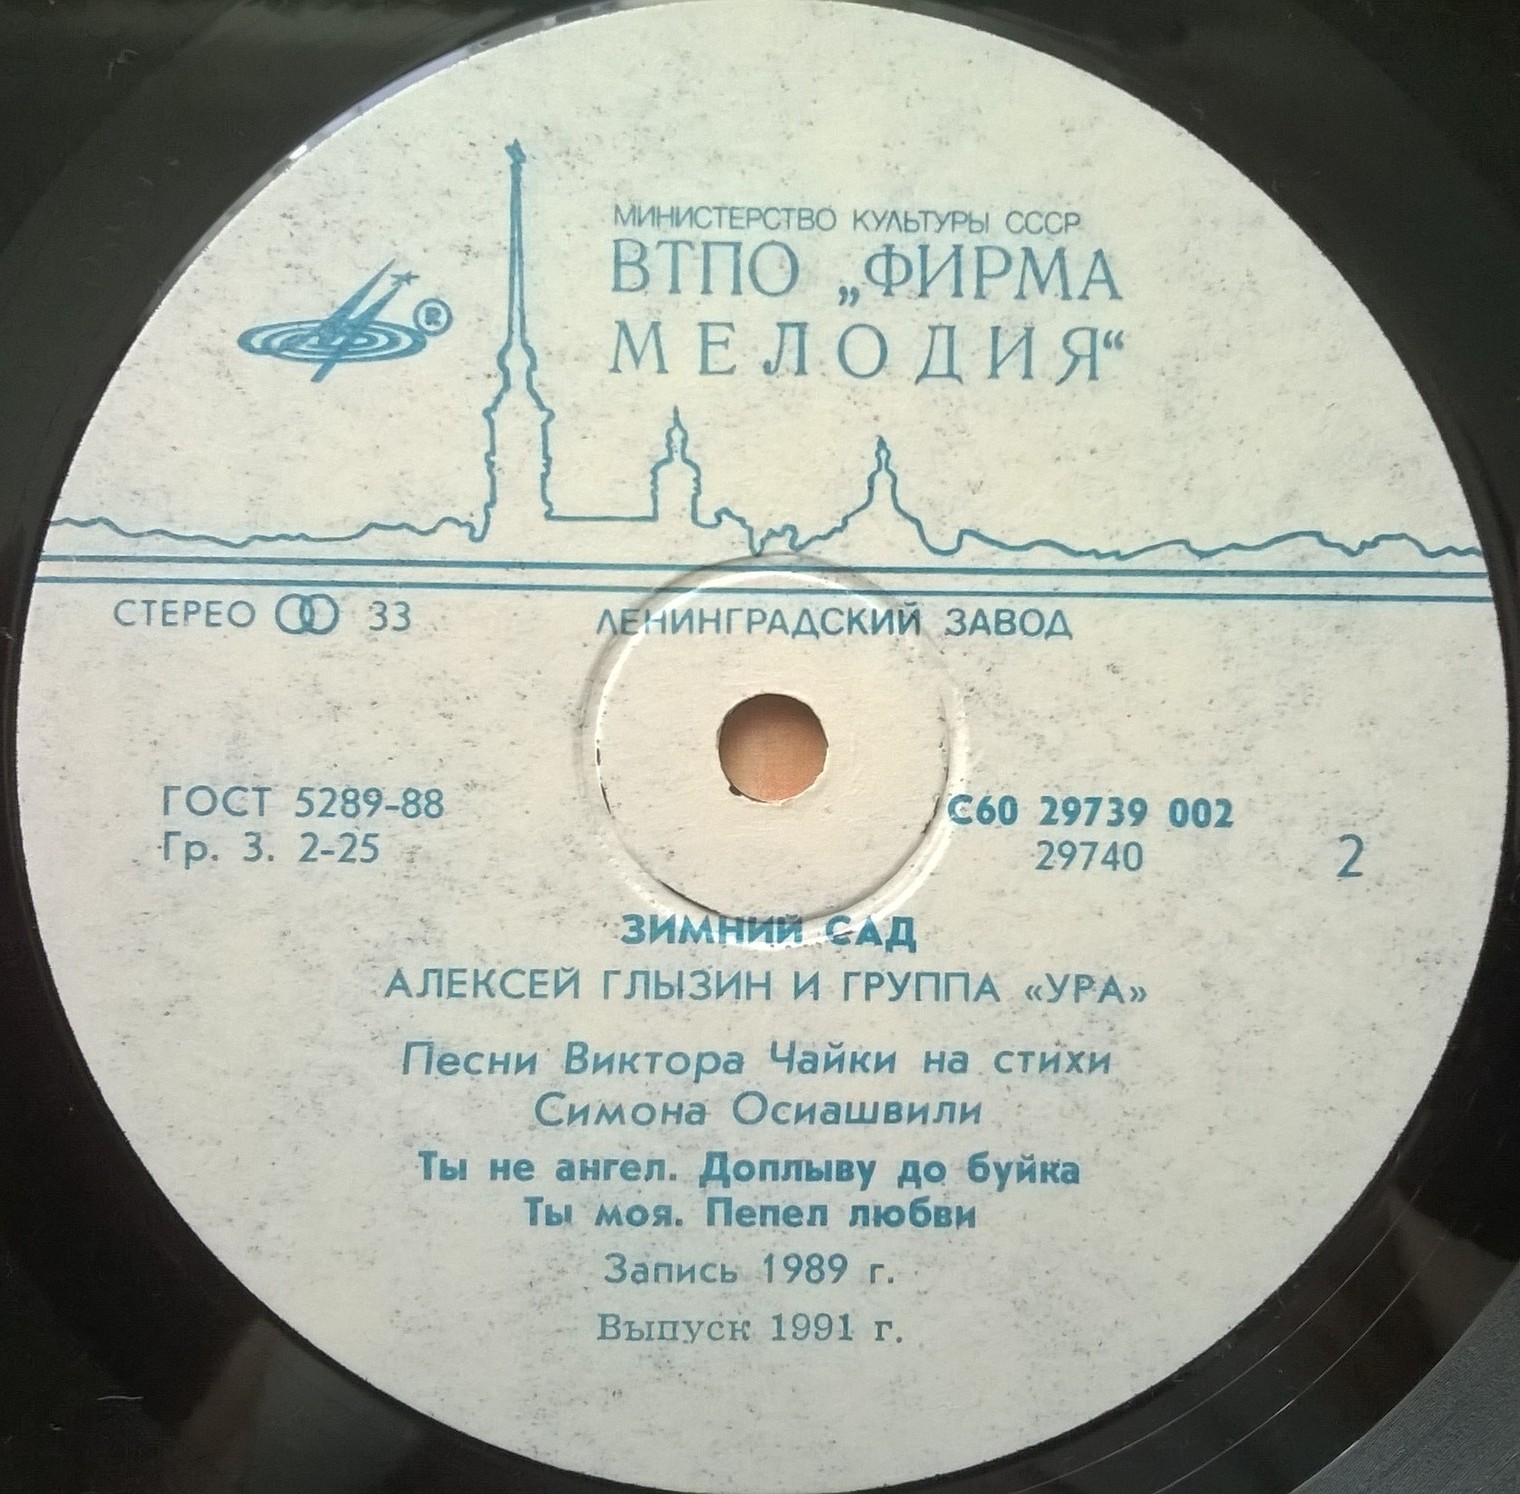 МИНИСТЕРСТВО КУЛЬТУРЫ СССР
ВТПО „ФИРМА
МЕЛОДИЯ“
®
СТЕРЕО 33
ЛЕНИНГРАДСКИЙ ЗАВОД
ГОСТ 5289-88
Гр. 3. 2-25
С60 29739 002
29740
2
ЗИМНИЙ САД
АЛЕКСЕЙ ГЛЫЗИН И ГРУППА «УРА»
Песни Виктора Чайки на стихи
Симона Осиашвили
Ты не ангел. Доплыву до буйка
Ты моя. Пепел любви
Запись 1989 г.
Выпуск 1991 г.